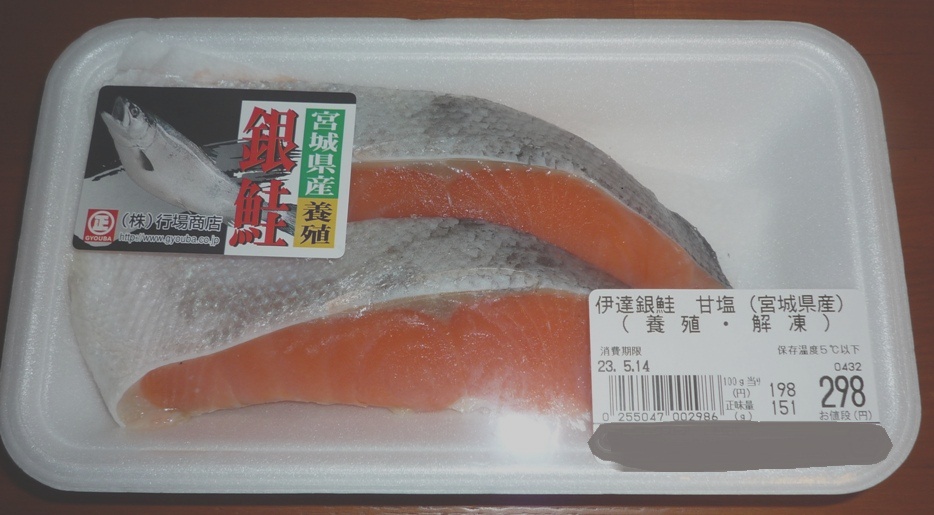 宮城県産
養殖
銀鮭
正
GYOUBA
(株)行場商店
http://www.gyouba.co.jp
伊達銀鮭 甘塩(宮城県産)
(養殖・解凍)
消費期限
保存温度5℃以下
23.5.14
0432
100g当り
(円)
198
298
正味量
(g)
151
お値段(円)
0 255047 002986